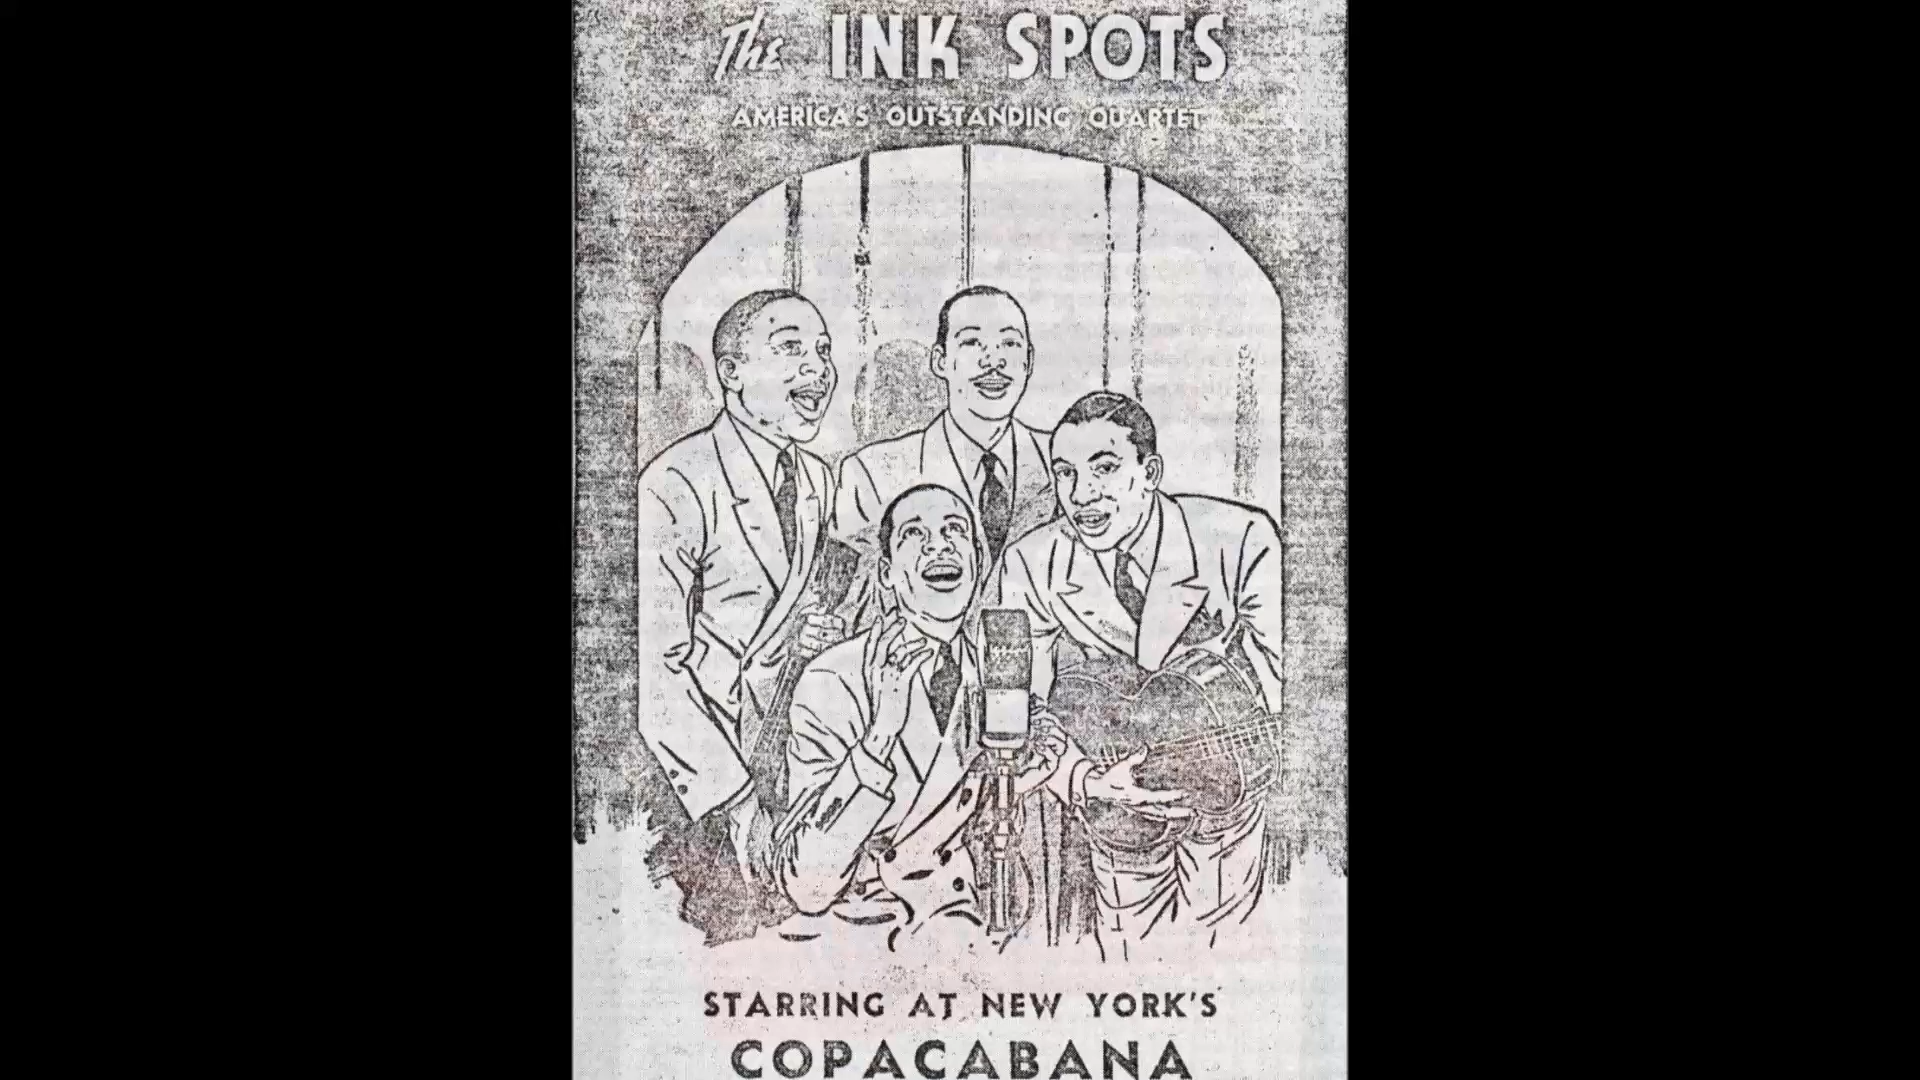 The INK SPOTS
AMERICA'S OUTSTANDING QUARTET
STARRING AT NEW YORK'S
COPACABANA